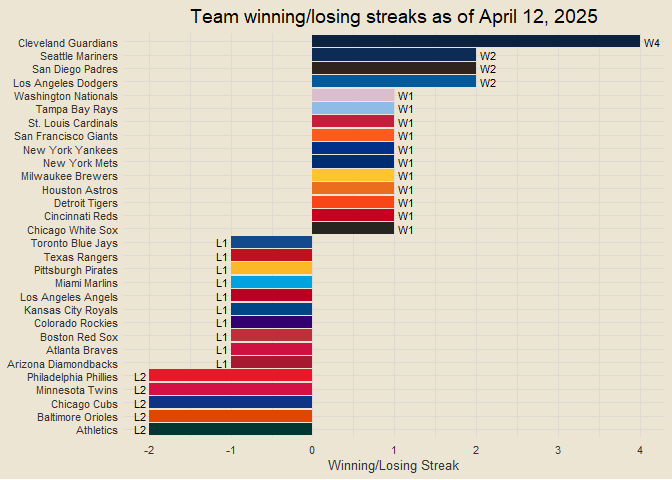 Team winning/losing streaks as of April 12, 2025
Cleveland Guardians W4
Seattle Mariners W2
San Diego Padres W2
Los Angeles Dodgers W2
Washington Nationals W1
Tampa Bay Rays W1
St. Louis Cardinals W1
San Francisco Giants W1
New York Yankees W1
New York Mets W1
Milwaukee Brewers W1
Houston Astros W1
Detroit Tigers W1
Cincinnati Reds W1
Chicago White Sox W1
Toronto Blue Jays L1
Texas Rangers L1
Pittsburgh Pirates L1
Miami Marlins L1
Los Angeles Angels L1
Kansas City Royals L1
Colorado Rockies L1
Boston Red Sox L1
Atlanta Braves L1
Arizona Diamondbacks L1
Philadelphia Phillies L2
Minnesota Twins L2
Chicago Cubs L2
Baltimore Orioles L2
Athletics L2
-2 -1 0 1 2 3 4
Winning/Losing Streak